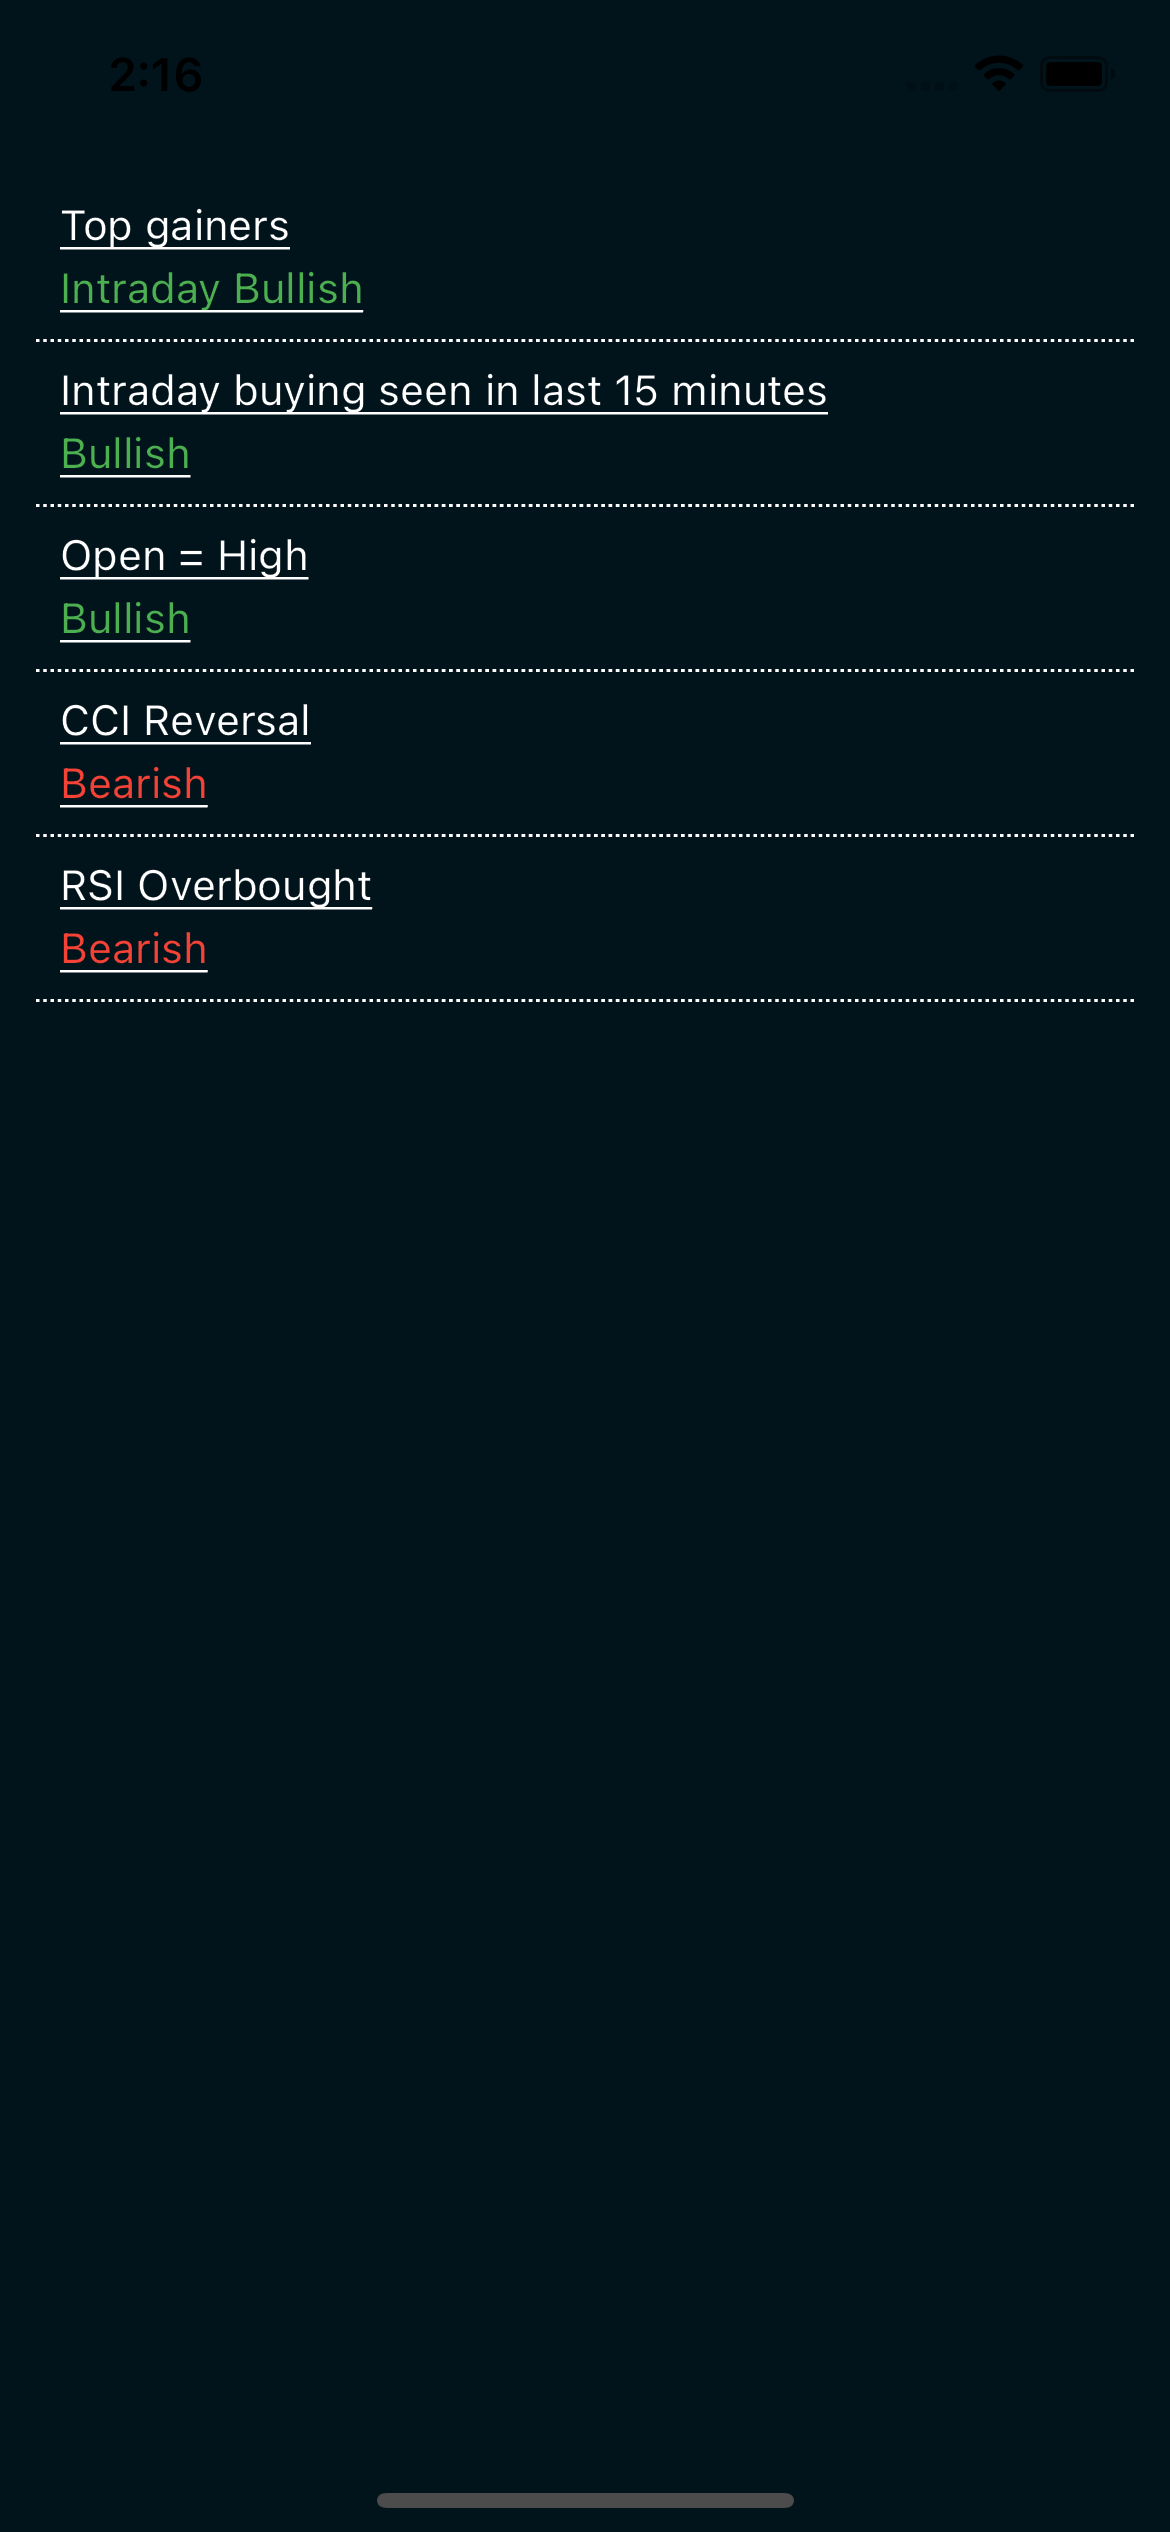 2:16
Top gainers
Intraday Bullish
Intraday buying seen in last 15 minutes
Bullish
Open = High
Bullish
CCI Reversal
Bearish
RSI Overbought
Bearish